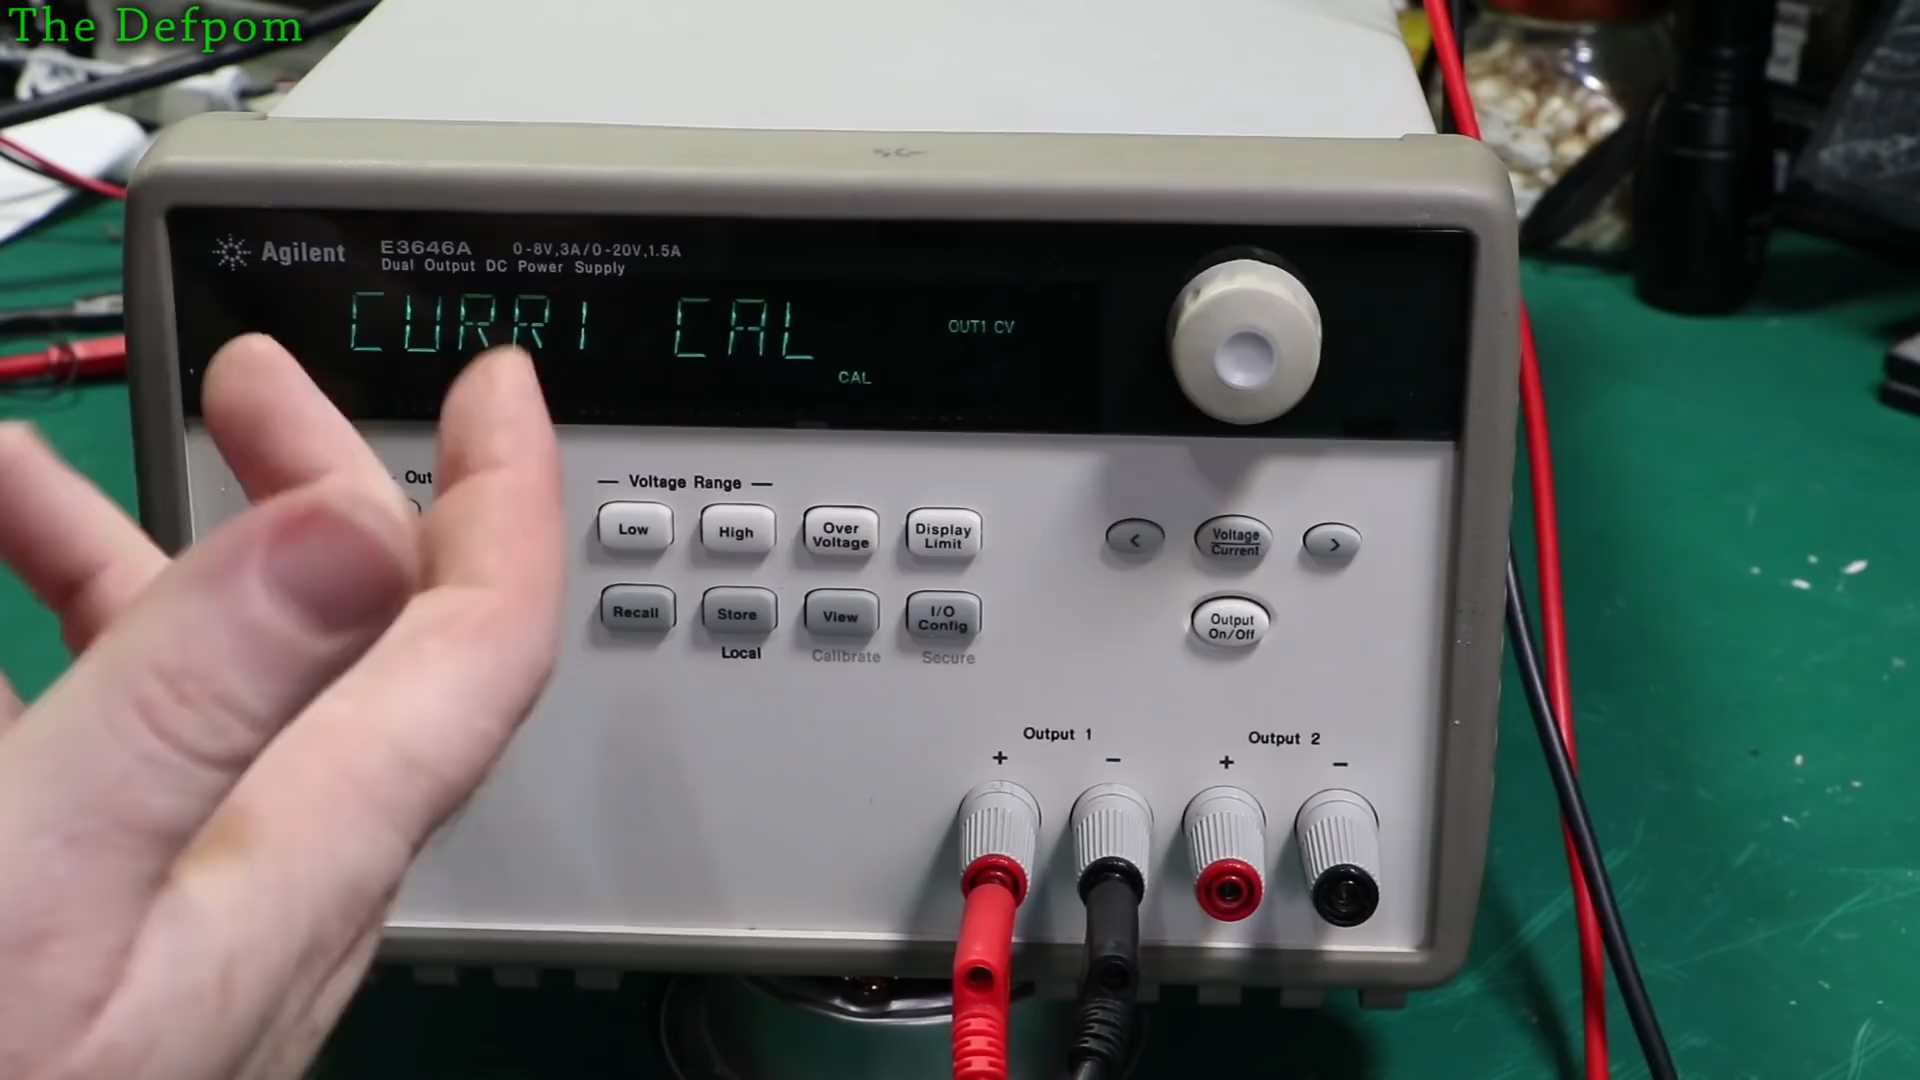 The Defpom
Agilent
E3646A 0-8V,3A/0-20V,1.5A
Dual Output DC Power Supply
CURR1 CAL
OUT1 CV
CAL
Voltage Range
Low
High
Over
Voltage
Display
Limit
<
Voltage
Current
>
Recall
Store
View
I/O
Config
Output
On/Off
Local
Calibrate
Secure
Output 1
Output 2
+
−
+
−